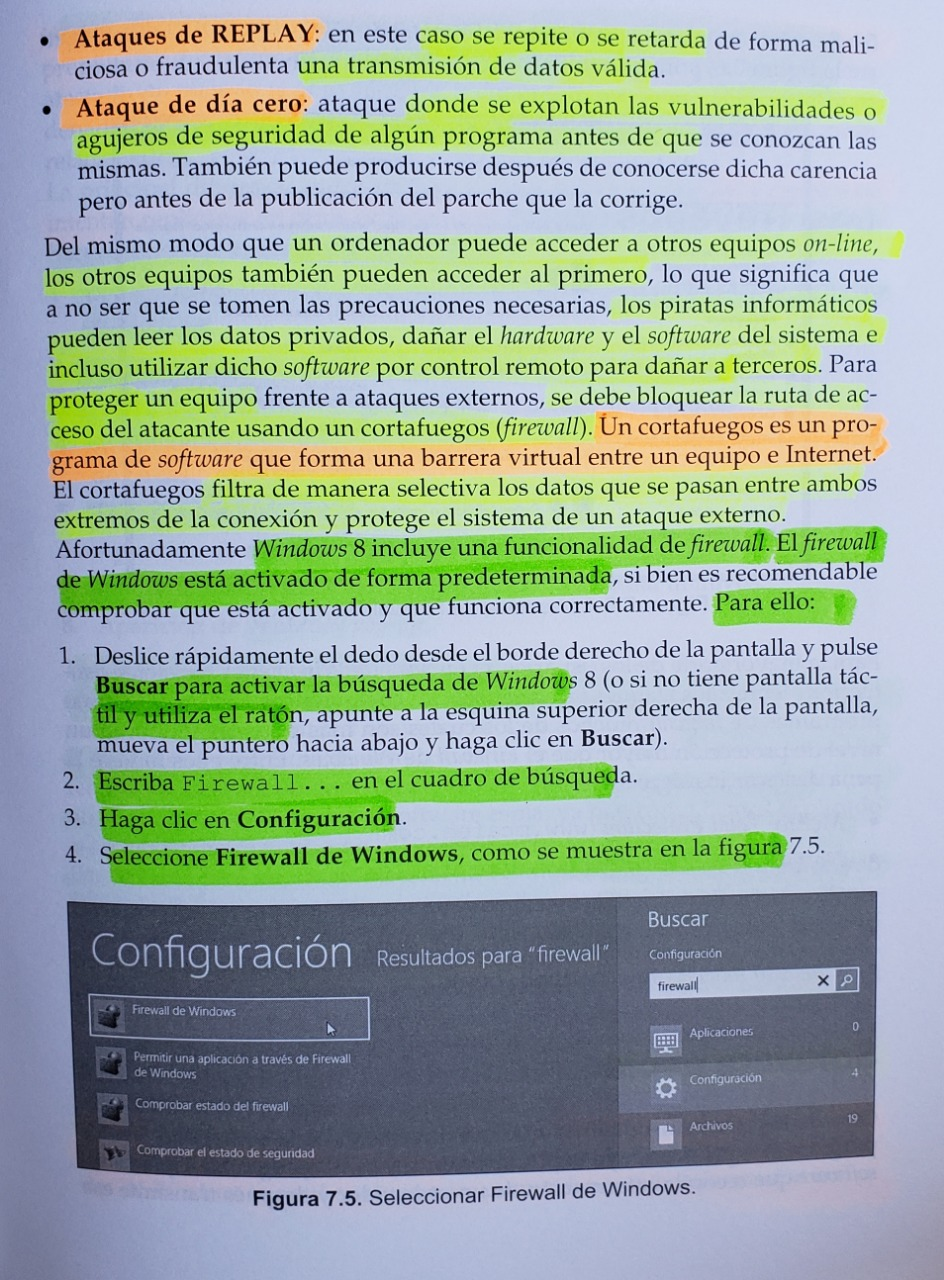 • Ataques de REPLAY: en este caso se repite o se retarda de forma mali-
ciosa o fraudulenta una transmisión de datos válida.
• Ataque de día cero: ataque donde se explotan las vulnerabilidades o
agujeros de seguridad de algún programa antes de que se conozcan las
mismas. También puede producirse después de conocerse dicha carencia
pero antes de la publicación del parche que la corrige.
Del mismo modo que un ordenador puede acceder a otros equipos on-line,
los otros equipos también pueden acceder al primero, lo que significa que
a no ser que se tomen las precauciones necesarias, los piratas informáticos
pueden leer los datos privados, dañar el hardware y el software del sistema e
incluso utilizar dicho software por control remoto para dañar a terceros. Para
proteger un equipo frente a ataques externos, se debe bloquear la ruta de ac-
ceso del atacante usando un cortafuegos (firewall). Un cortafuegos es un pro-
grama de software que forma una barrera virtual entre un equipo e Internet.
El cortafuegos filtra de manera selectiva los datos que se pasan entre ambos
extremos de la conexión y protege el sistema de un ataque externo.
Afortunadamente Windows 8 incluye una funcionalidad de firewall. El firewall
de Windows está activado de forma predeterminada, si bien es recomendable
comprobar que está activado y que funciona correctamente. Para ello:
1. Deslice rápidamente el dedo desde el borde derecho de la pantalla y pulse
Buscar para activar la búsqueda de Windows 8 (o si no tiene pantalla tác-
til y utiliza el ratón, apunte a la esquina superior derecha de la pantalla,
mueva el puntero hacia abajo y haga clic en Buscar).
2. Escriba Firewall... en el cuadro de búsqueda.
3. Haga clic en Configuración.
4. Seleccione Firewall de Windows, como se muestra en la figura 7.5.
Configuración Resultados para "firewall"
Firewall de Windows
Permitir una aplicación a través de Firewall
de Windows
Comprobar estado del firewall
Comprobar el estado de seguridad
Buscar
Configuración
firewall
Aplicaciones 0
Configuración 4
Archivos 19
Figura 7.5. Seleccionar Firewall de Windows.